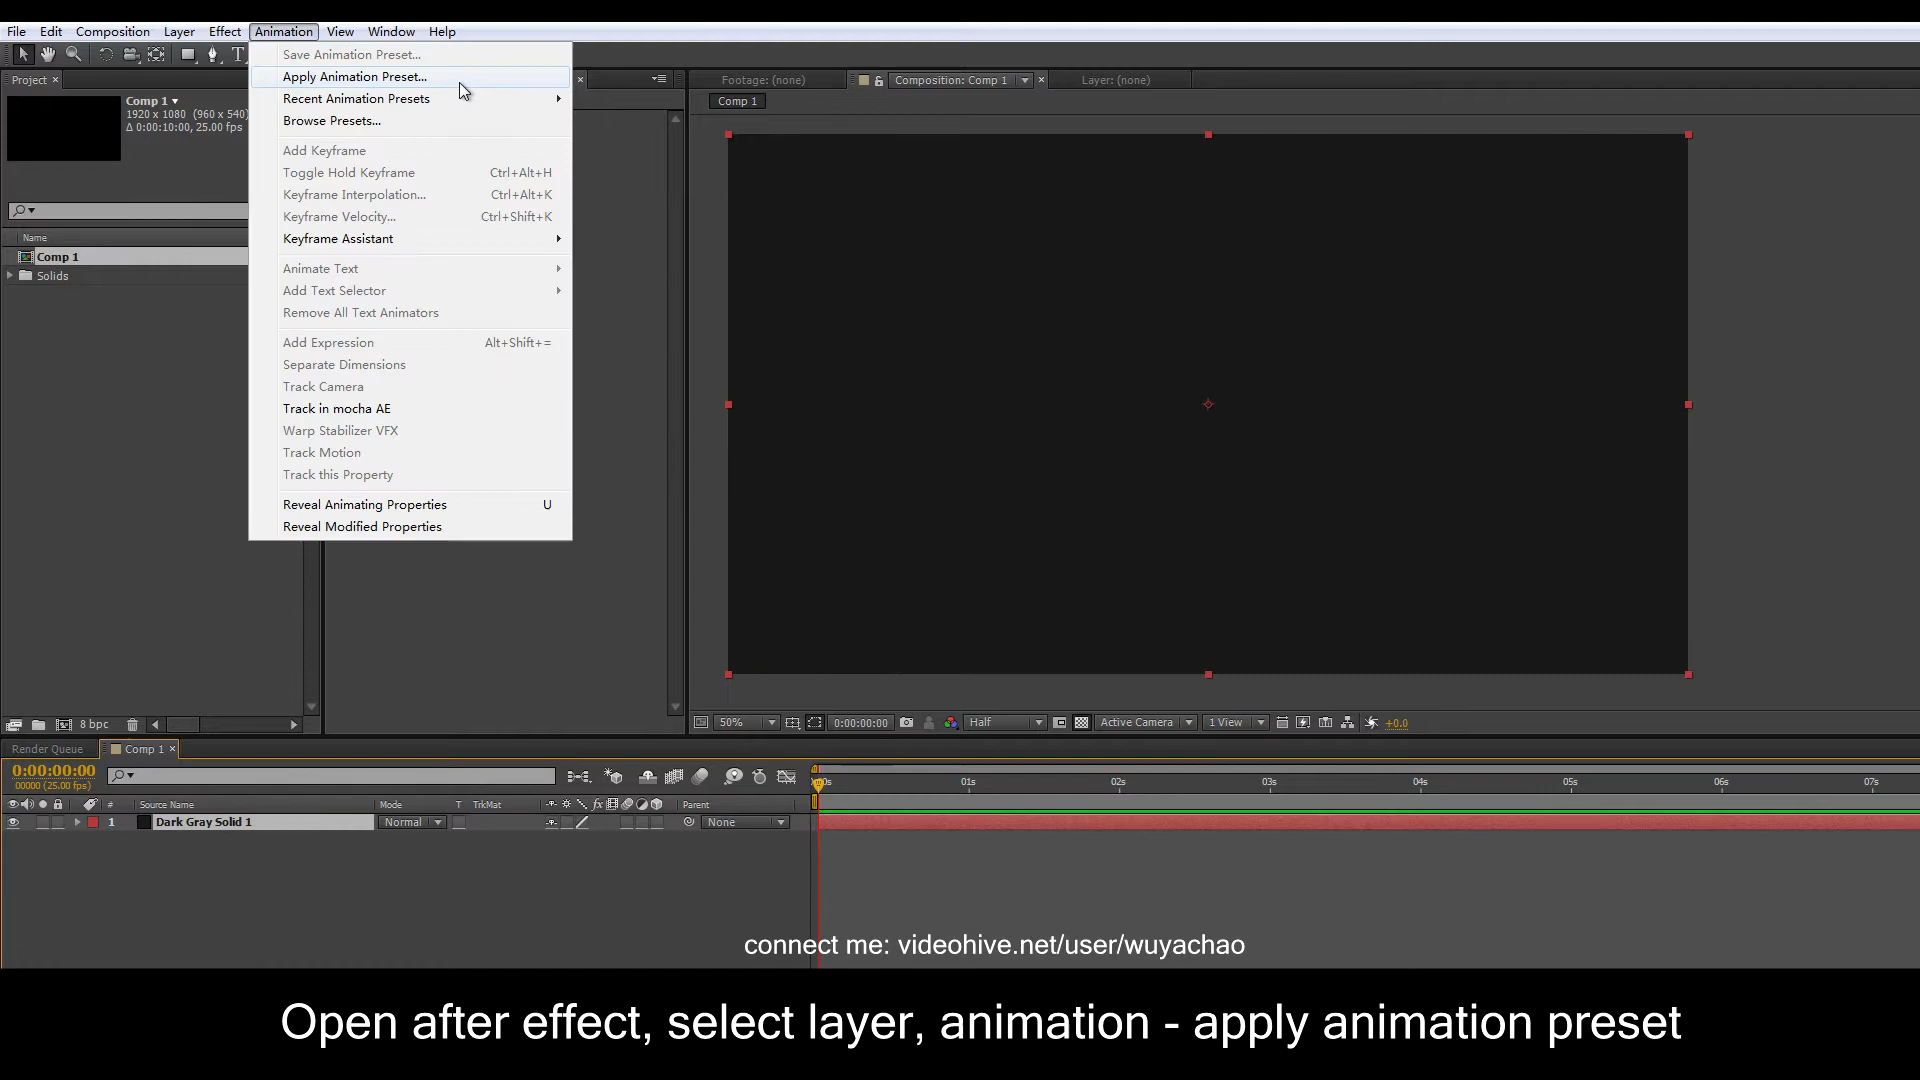 File Edit Composition Layer Effect Animation View Window Help
T
Project ×
Comp 1
1920 x 1080 (960 x 540)
Δ 0:00:10:00, 25.00 fps
Name
Comp 1
Solids
8 bpc
Save Animation Preset...
Apply Animation Preset...
Recent Animation Presets
Browse Presets...
Add Keyframe
Toggle Hold Keyframe Ctrl+Alt+H
Keyframe Interpolation... Ctrl+Alt+K
Keyframe Velocity... Ctrl+Shift+K
Keyframe Assistant
Animate Text
Add Text Selector
Remove All Text Animators
Add Expression Alt+Shift+=
Separate Dimensions
Track Camera
Track in mocha AE
Warp Stabilizer VFX
Track Motion
Track this Property
Reveal Animating Properties U
Reveal Modified Properties
Footage: (none) Composition: Comp 1 × Layer: (none)
Comp 1
50% 0:00:00:00 Half Active Camera 1 View +0.0
Render Queue Comp 1 ×
0:00:00:00
00000 (25.00 fps)
01s 02s 03s 04s 05s 06s 07s
# Source Name Mode T TrkMat fx Parent
1 Dark Gray Solid 1 Normal None
connect me: videohive.net/user/wuyachao
Open after effect, select layer, animation - apply animation preset